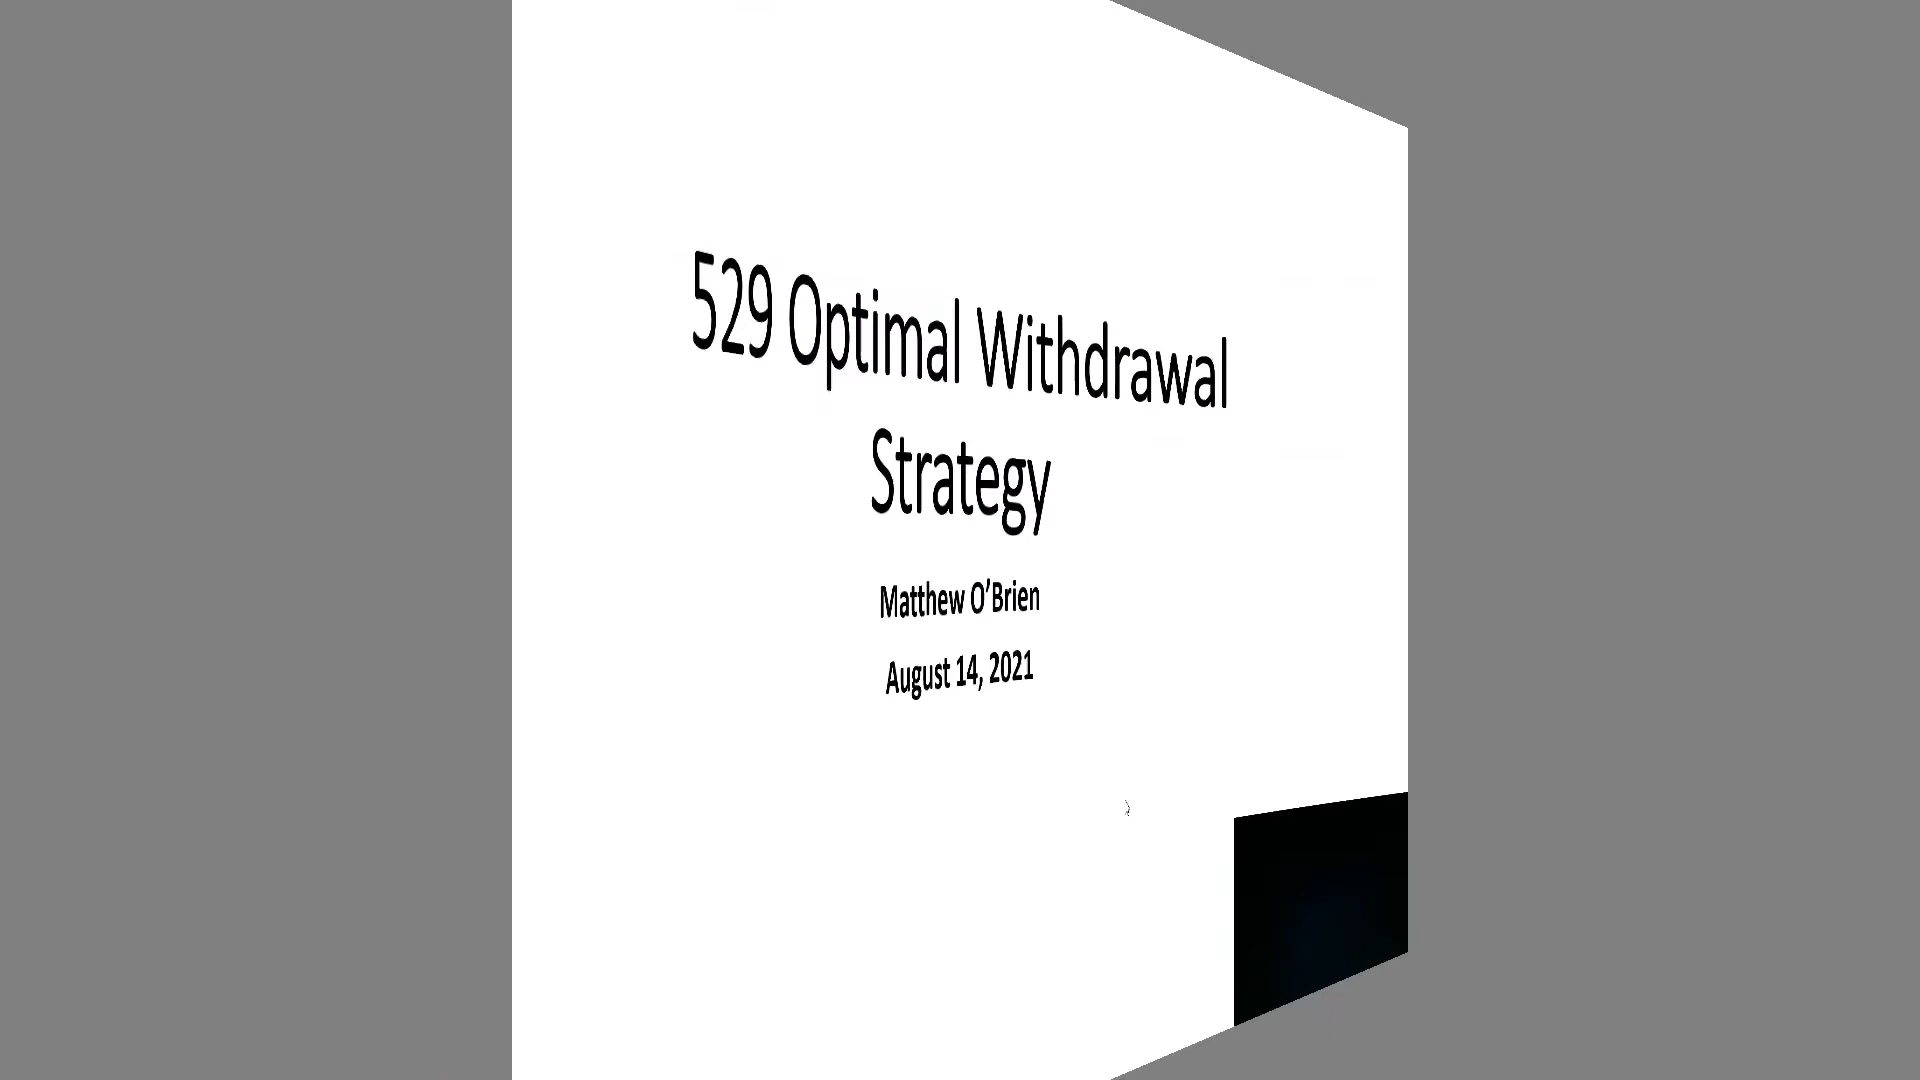 529 Optimal Withdrawal
Strategy
Matthew O’Brien
August 14, 2021